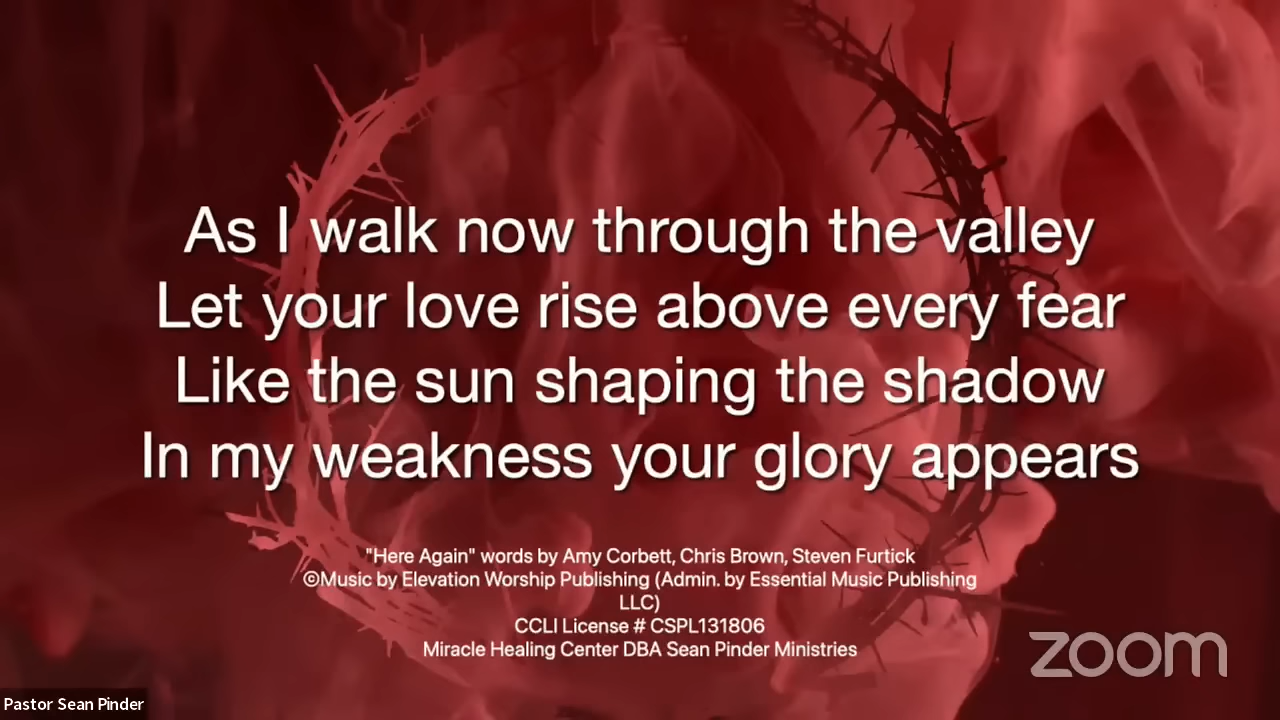 As I walk now through the valley
Let your love rise above every fear
Like the sun shaping the shadow
In my weakness your glory appears
"Here Again" words by Amy Corbett, Chris Brown, Steven Furtick
©Music by Elevation Worship Publishing (Admin. by Essential Music Publishing
LLC)
CCLI License # CSPL131806
Miracle Healing Center DBA Sean Pinder Ministries
zoom
Pastor Sean Pinder